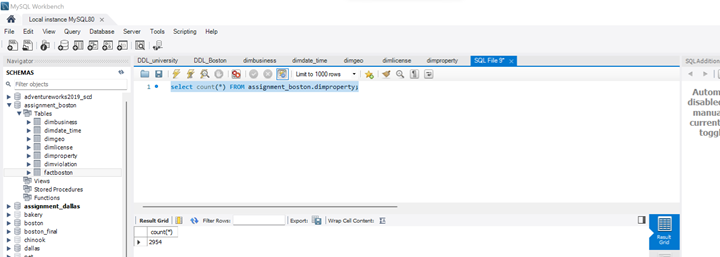 MySQL Workbench
Local instance MySQL80
File Edit View Query Database Server Tools Scripting Help
Navigator
SCHEMAS
Filter objects
adventureworks2019_scd
assignment_boston
Tables
dimbusiness
dimdate_time
dimgeo
dimlicense
dimproperty
dimviolation
factboston
Views
Stored Procedures
Functions
assignment_dallas
bakery
boston
boston_final
chinook
dallas
DDL_university DDL_Boston dimbusiness dimdate_time dimgeo dimlicense dimproperty SQL File 9*
Limit to 1000 rows
1 select count(*) FROM assignment_boston.dimproperty;
Result Grid Filter Rows: Export: Wrap Cell Content:
count(*)
2954
Result
Grid
SQL Addition
Autom
disabled
manua
current
toggl